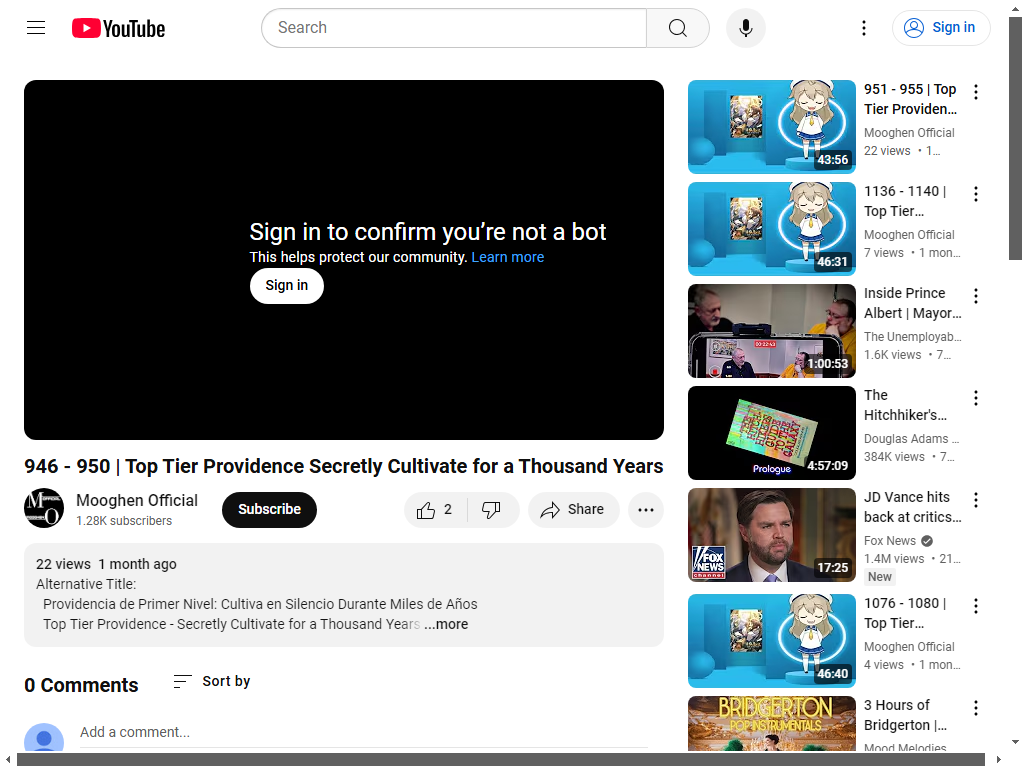 YouTube
Search
Sign in
Sign in to confirm you’re not a bot
This helps protect our community. Learn more
Sign in
946 - 950 | Top Tier Providence Secretly Cultivate for a Thousand Years
Mooghen Official
1.28K subscribers
Subscribe
2
Share
22 views 1 month ago
Alternative Title:
Providencia de Primer Nivel: Cultiva en Silencio Durante Miles de Años
Top Tier Providence - Secretly Cultivate for a Thousand Years ...more
0 Comments
Sort by
Add a comment...
43:56
951 - 955 | Top
Tier Providen...
Mooghen Official
22 views • 1...
46:31
1136 - 1140 |
Top Tier...
Mooghen Official
7 views • 1 mon...
1:00:53
Inside Prince
Albert | Mayor...
The Unemployab...
1.6K views • 7...
Prologue
4:57:09
The
Hitchhiker's...
Douglas Adams ...
384K views • 7...
FOX
NEWS
channel
17:25
JD Vance hits
back at critics...
Fox News
1.4M views • 21...
New
46:40
1076 - 1080 |
Top Tier...
Mooghen Official
4 views • 1 mon...
BRIDGERTON
POP INSTRUMENTALS
3 Hours of
Bridgerton |...
Mood Melodies